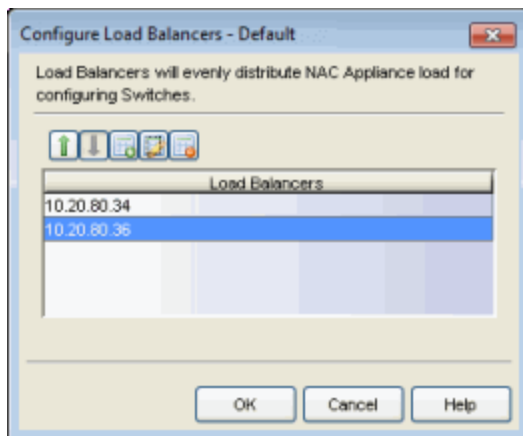 Configure Load Balancers - Default
Load Balancers will evenly distribute NAC Appliance load for
configuring Switches.
Load Balancers
10.20.80.34
10.20.80.36
OK
Cancel
Help